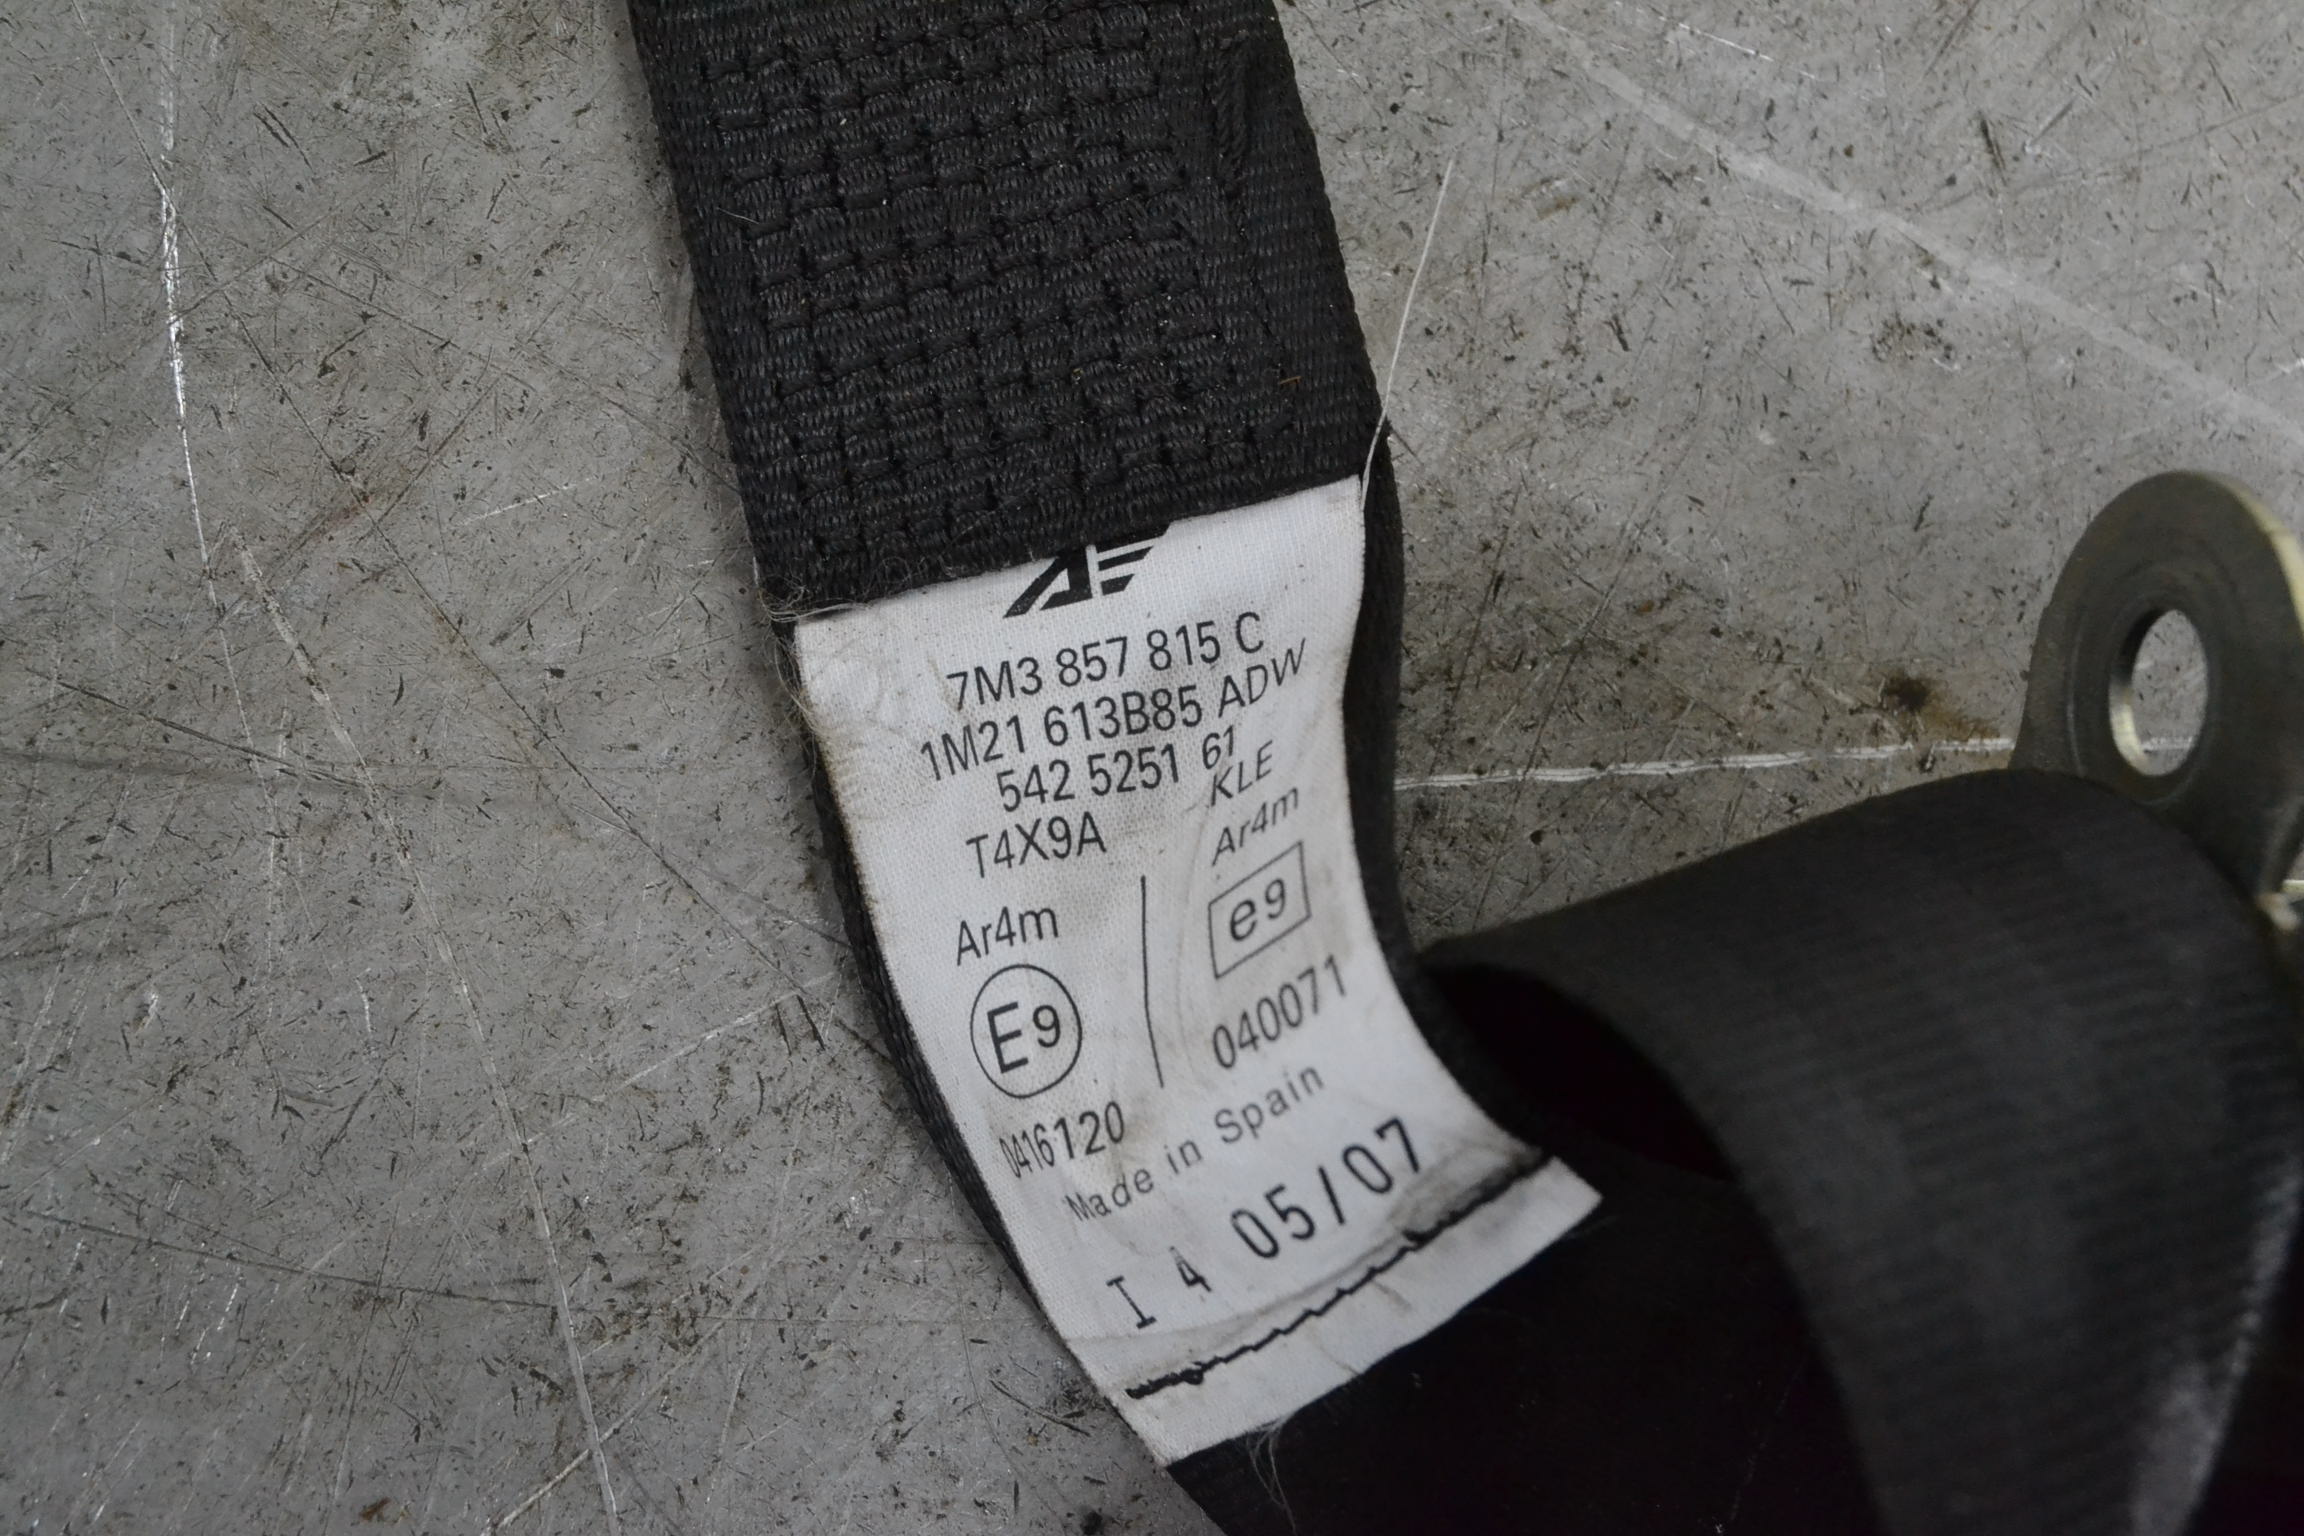 7M3 857 815 C
1M21 613B85 ADW
542 5251 61
T4X9A KLE
Ar4m Ar4m
E9 e9
0416120 040071
Made in Spain
I 4 05/07